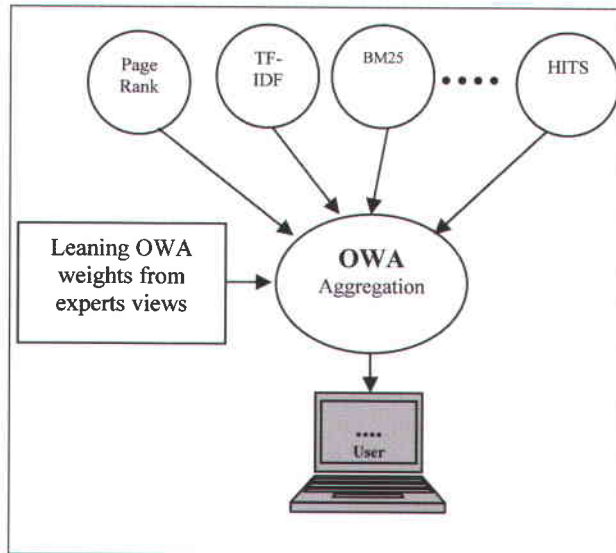 Page
Rank
TF-
IDF
BM25
••••
HITS
Leaning OWA
weights from
experts views
OWA
Aggregation
••••
User